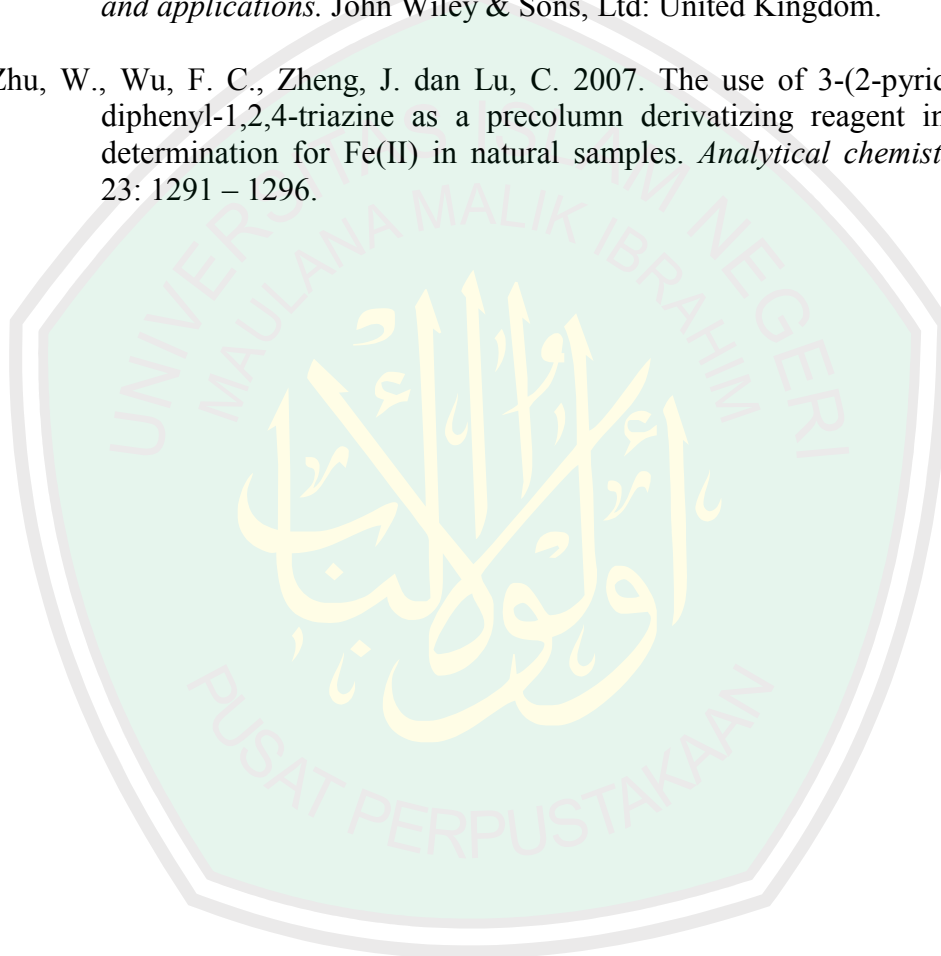 and applications. John Wiley & Sons, Ltd: United Kingdom.
Zhu, W., Wu, F. C., Zheng, J. dan Lu, C. 2007. The use of 3-(2-pyrid
diphenyl-1,2,4-triazine as a precolumn derivatizing reagent in
determination for Fe(II) in natural samples. Analytical chemist
23: 1291 – 1296.
UNIVERSITAS ISLAM NEGERI
MAULANA MALIK IBRAHIM
أولوا الألباب
PUSAT PERPUSTAKAAN